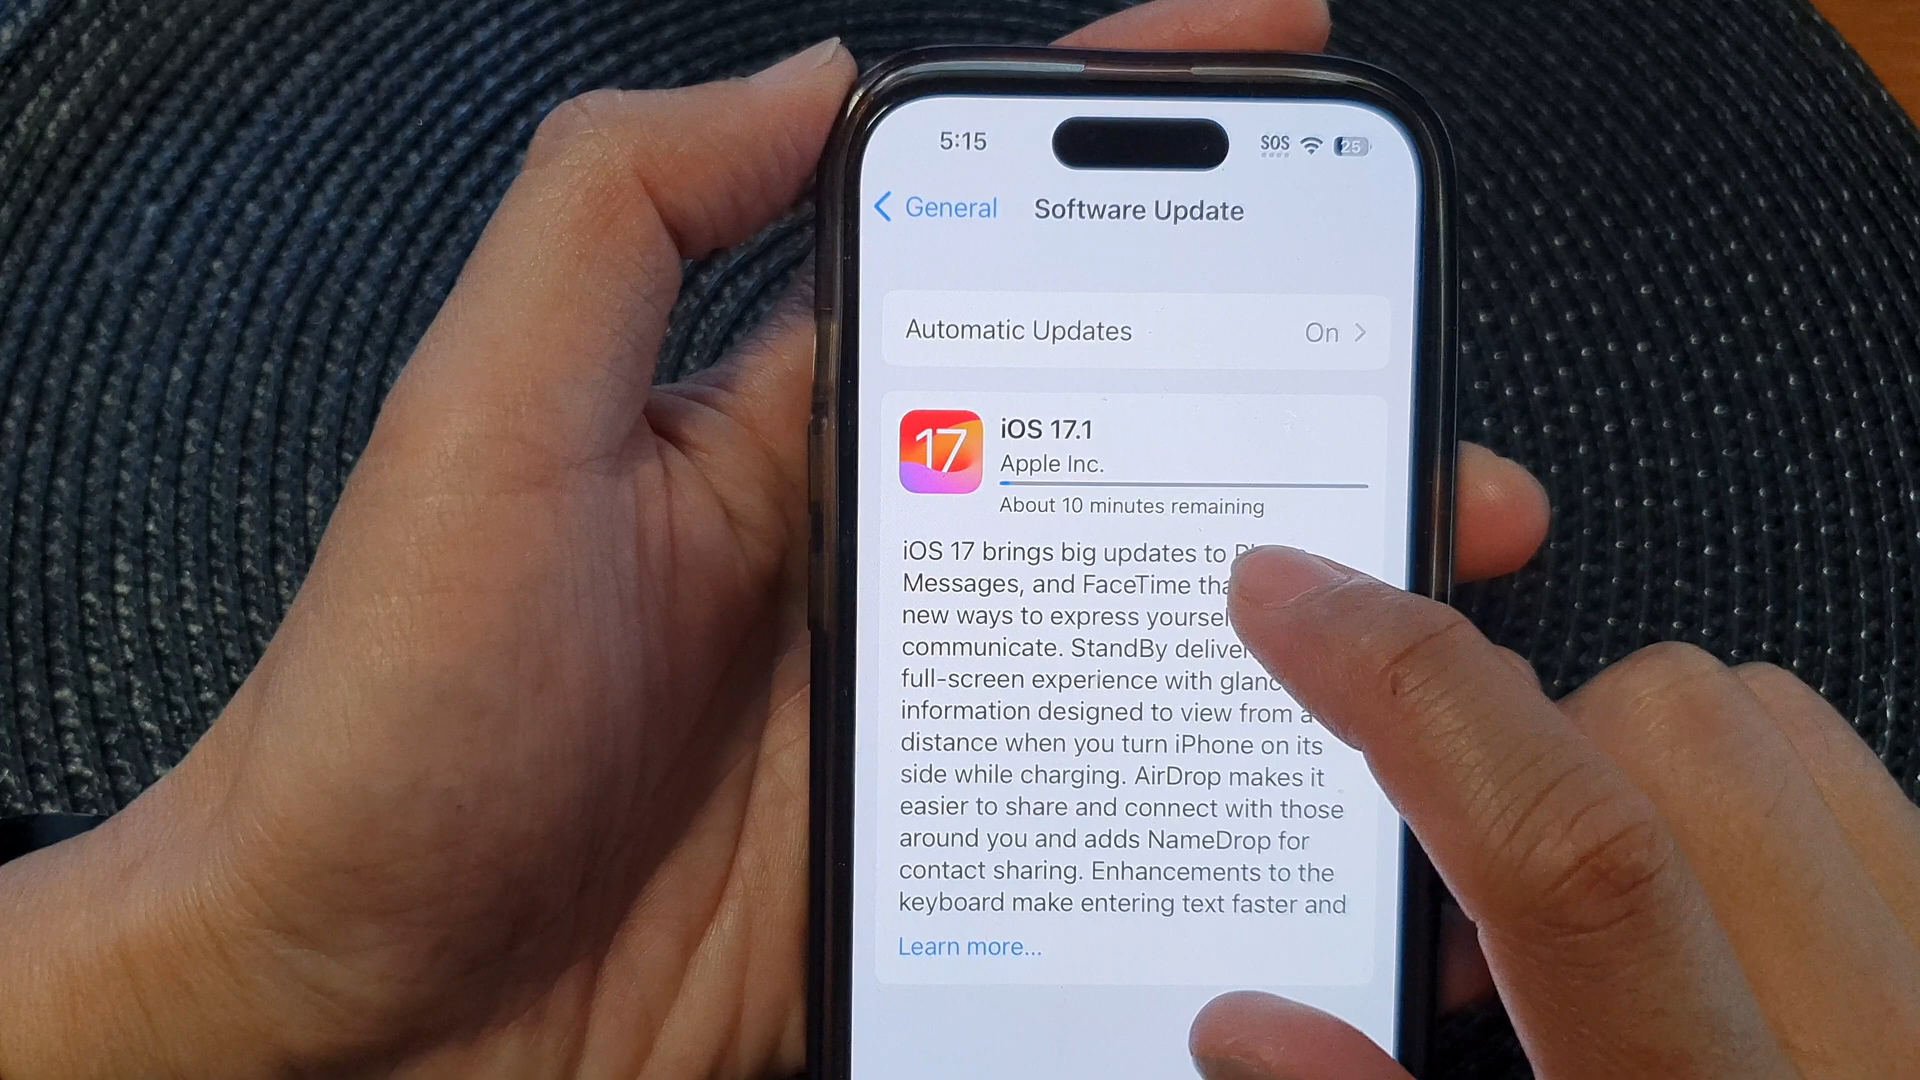 5:15 SOS 25
General Software Update
Automatic Updates On
17
iOS 17.1
Apple Inc.
About 10 minutes remaining
iOS 17 brings big updates to
Messages, and FaceTime
new ways to express
communicate. StandBy
full-screen experience with
information designed to view from a
distance when you turn iPhone on its
side while charging. AirDrop makes it
easier to share and connect with those
around you and adds NameDrop for
contact sharing. Enhancements to the
keyboard make entering text faster and
Learn more...